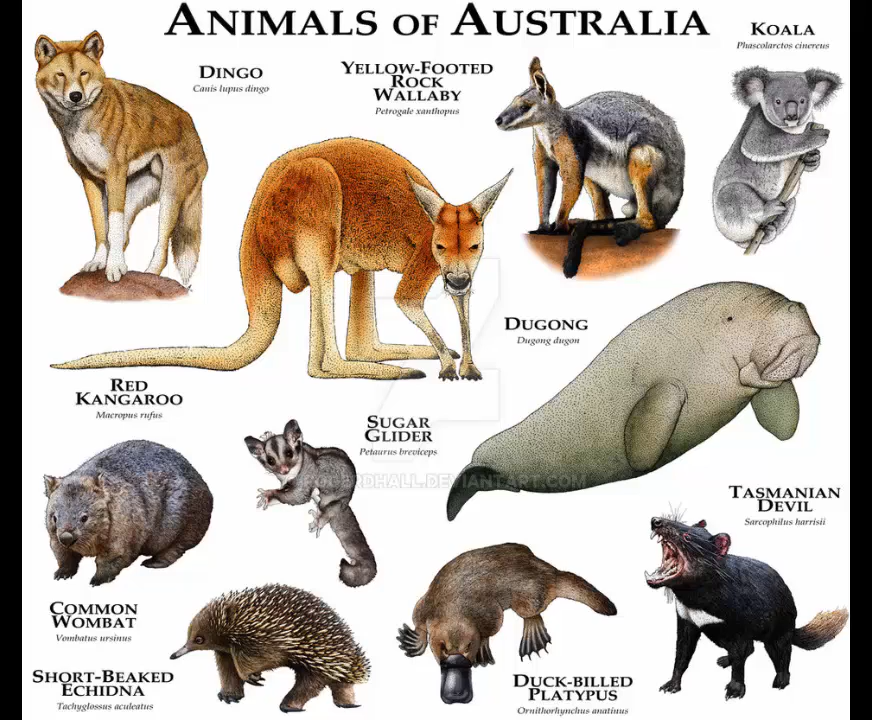 ANIMALS OF AUSTRALIA
DINGO
Canis lupus dingo
YELLOW-FOOTED
ROCK
WALLABY
Petrogale xanthopus
KOALA
Phascolarctos cinereus
DUGONG
Dugong dugon
RED
KANGAROO
Macropus rufus
SUGAR
GLIDER
Petaurus breviceps
TASMANIAN
DEVIL
Sarcophilus harrisii
COMMON
WOMBAT
Vombatus ursinus
SHORT-BEAKED
ECHIDNA
Tachyglossus aculeatus
DUCK-BILLED
PLATYPUS
Ornithorhynchus anatinus